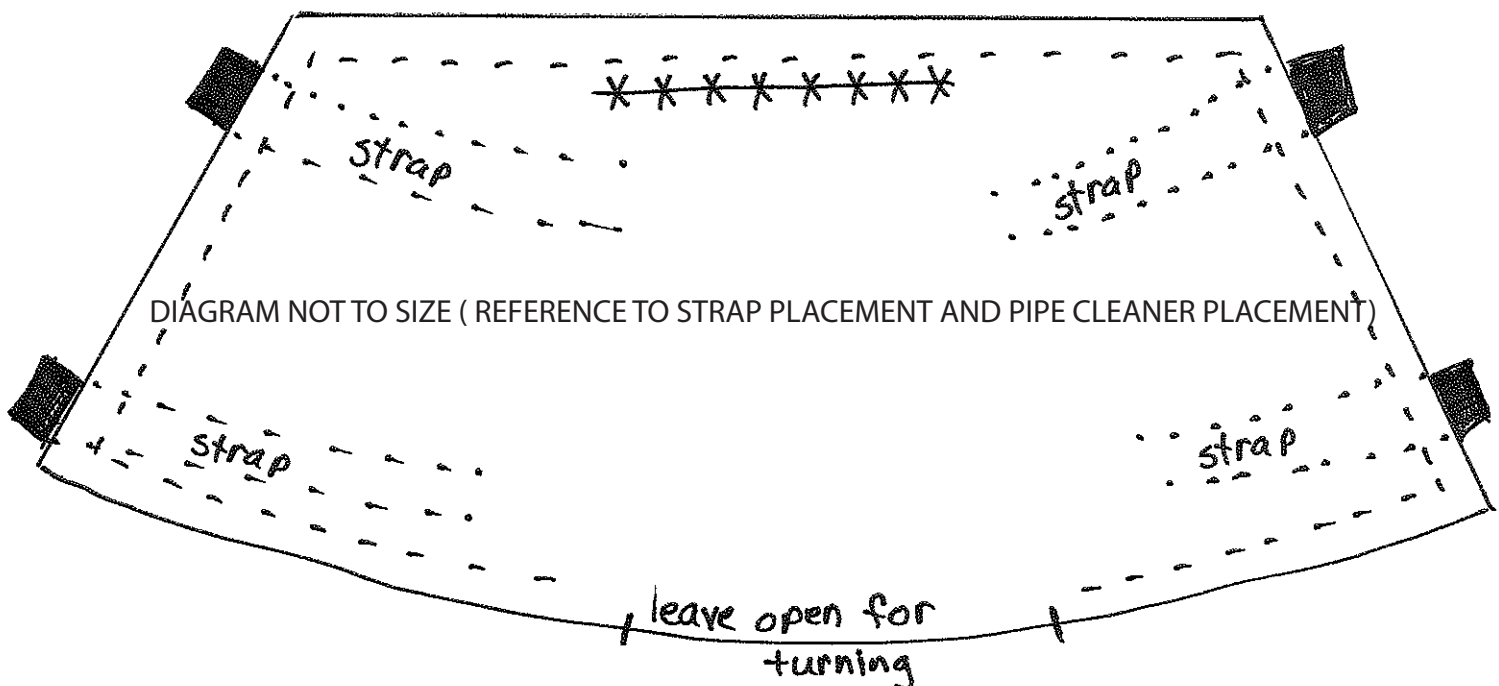 strap
strap
DIAGRAM NOT TO SIZE ( REFERENCE TO STRAP PLACEMENT AND PIPE CLEANER PLACEMENT)
strap
strap
leave open for
turning